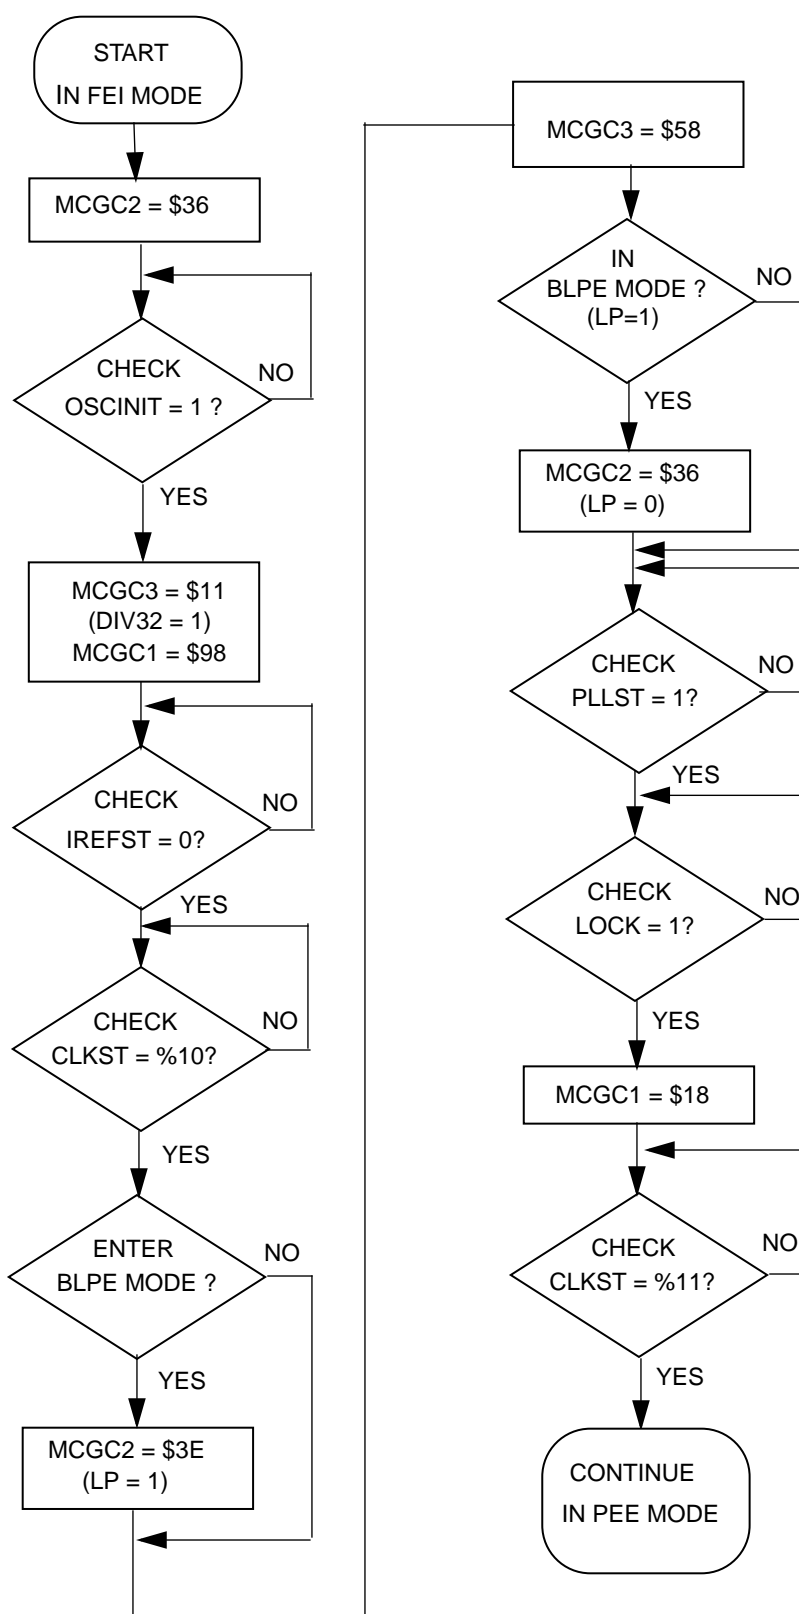 START
IN FEI MODE
MCGC2 = $36
CHECK
OSCINIT = 1 ?
NO
YES
MCGC3 = $11
(DIV32 = 1)
MCGC1 = $98
CHECK
IREFST = 0?
NO
YES
CHECK
CLKST = %10?
NO
YES
ENTER
BLPE MODE ?
NO
YES
MCGC2 = $3E
(LP = 1)
MCGC3 = $58
IN
BLPE MODE ?
(LP=1)
NO
YES
MCGC2 = $36
(LP = 0)
CHECK
PLLST = 1?
NO
YES
CHECK
LOCK = 1?
NO
YES
MCGC1 = $18
CHECK
CLKST = %11?
NO
YES
CONTINUE
IN PEE MODE